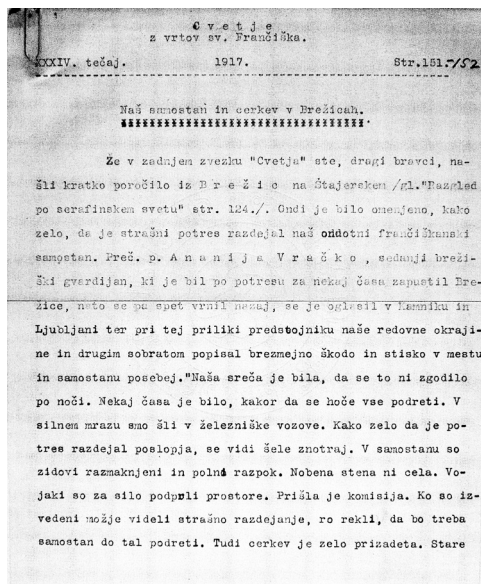 Cvetje
z vrtov sv. Frančiška.
XXXIV. tečaj. 1917. Str.151-152
Naš samostan in cerkev v Brežicah.
Že v zadnjem zvezku "Cvetja" ste, dragi bravci, na-
šli kratko poročilo iz Brežic na Štajerskem /gl."Razgled
po serafinskem svetu" str. 124./. Ondi je bilo omenjeno, kako
zelo, da je strašni potres razdejal naš ondotni frančiškanski
samostan. Preč. p. Ananija Vračko, sedanji breži-
ški gvardijan, ki je bil po potresu za nekaj časa zapustil Bre-
žice, nato se pa spet vrnil nazaj, se je oglasil v Kamniku in
Ljubljani ter pri tej priliki predstojniku naše redovne okraji-
ne in drugim sobratom popisal brezmejno škodo in stisko v mestu
in samostanu posebej."Naša sreča je bila, da se to ni zgodilo
po noči. Nekaj časa je bilo, kakor da se hoče vse podreti. V
silnem mrazu smo šli v železniške vozove. Kako zelo da je po-
tres razdejal poslopja, se vidi šele znotraj. V samostanu so
zidovi razmaknjeni in polni razpok. Nobena stena ni cela. Vo-
jaki so za silo podprli prostore. Prišla je komisija. Ko so iz-
vedeni možje videli strašno razdejanje, ro rekli, da bo treba
samostan do tal podreti. Tudi cerkev je zelo prizadeta. Stare